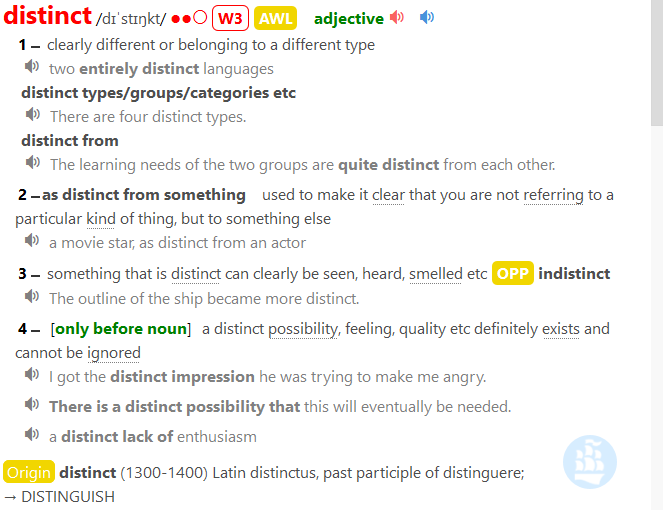 distinct /dɪˈstɪŋkt/ ●●○ W3 AWL adjective
1 – clearly different or belonging to a different type
two entirely distinct languages
distinct types/groups/categories etc
There are four distinct types.
distinct from
The learning needs of the two groups are quite distinct from each other.
2 – as distinct from something used to make it clear that you are not referring to a
particular kind of thing, but to something else
a movie star, as distinct from an actor
3 – something that is distinct can clearly be seen, heard, smelled etc OPP indistinct
The outline of the ship became more distinct.
4 – [only before noun] a distinct possibility, feeling, quality etc definitely exists and
cannot be ignored
I got the distinct impression he was trying to make me angry.
There is a distinct possibility that this will eventually be needed.
a distinct lack of enthusiasm
Origin distinct (1300-1400) Latin distinctus, past participle of distinguere;
→ DISTINGUISH